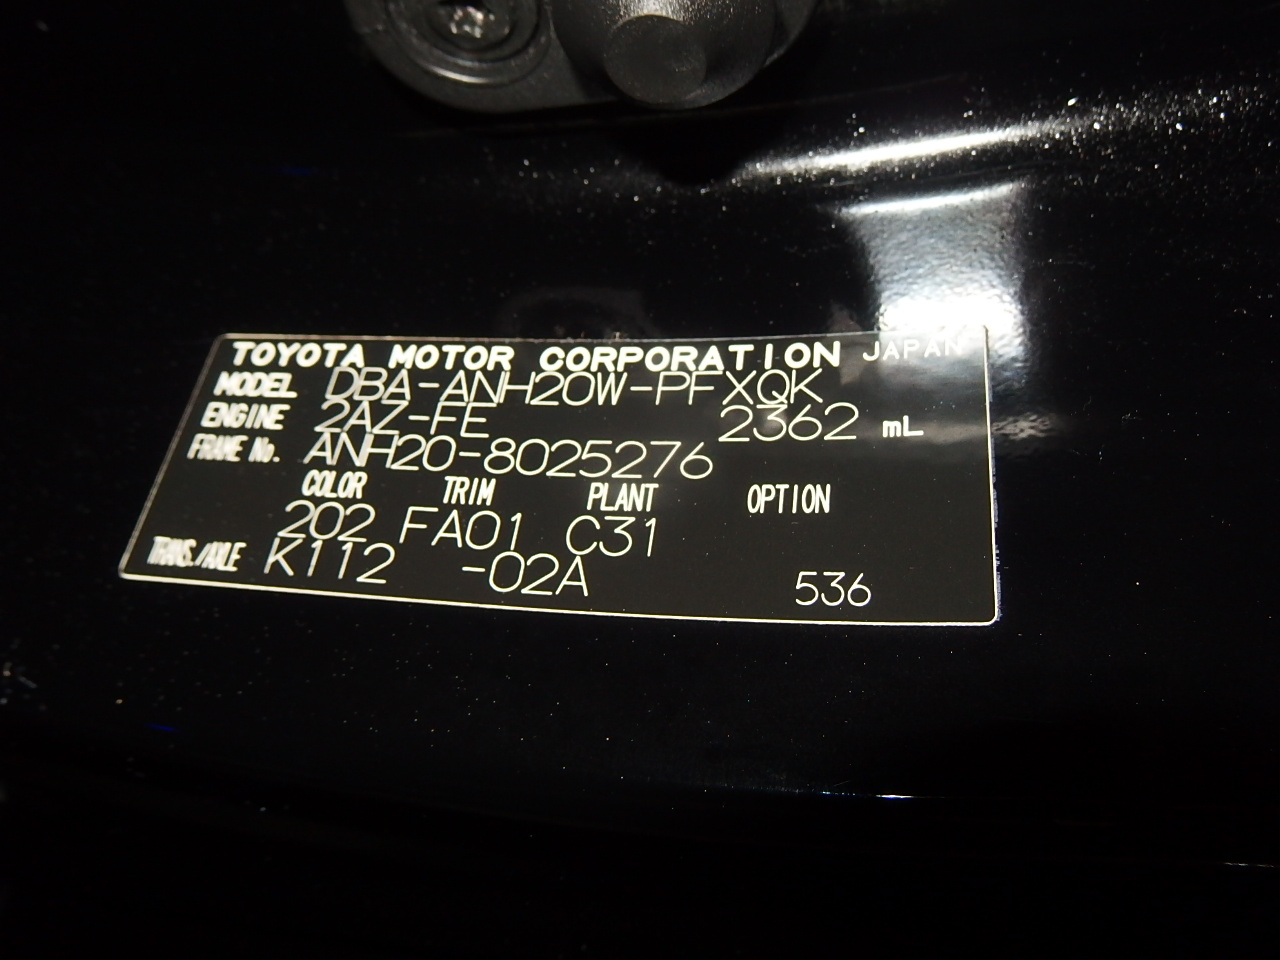 TOYOTA MOTOR CORPORATION JAPAN
MODEL DBA-ANH20W-PFXQK
ENGINE 2AZ-FE 2362 mL
FRAME No. ANH20-8025276
COLOR TRIM PLANT OPTION
202 FA01 C31
TRANS./AXLE K112 -02A 536